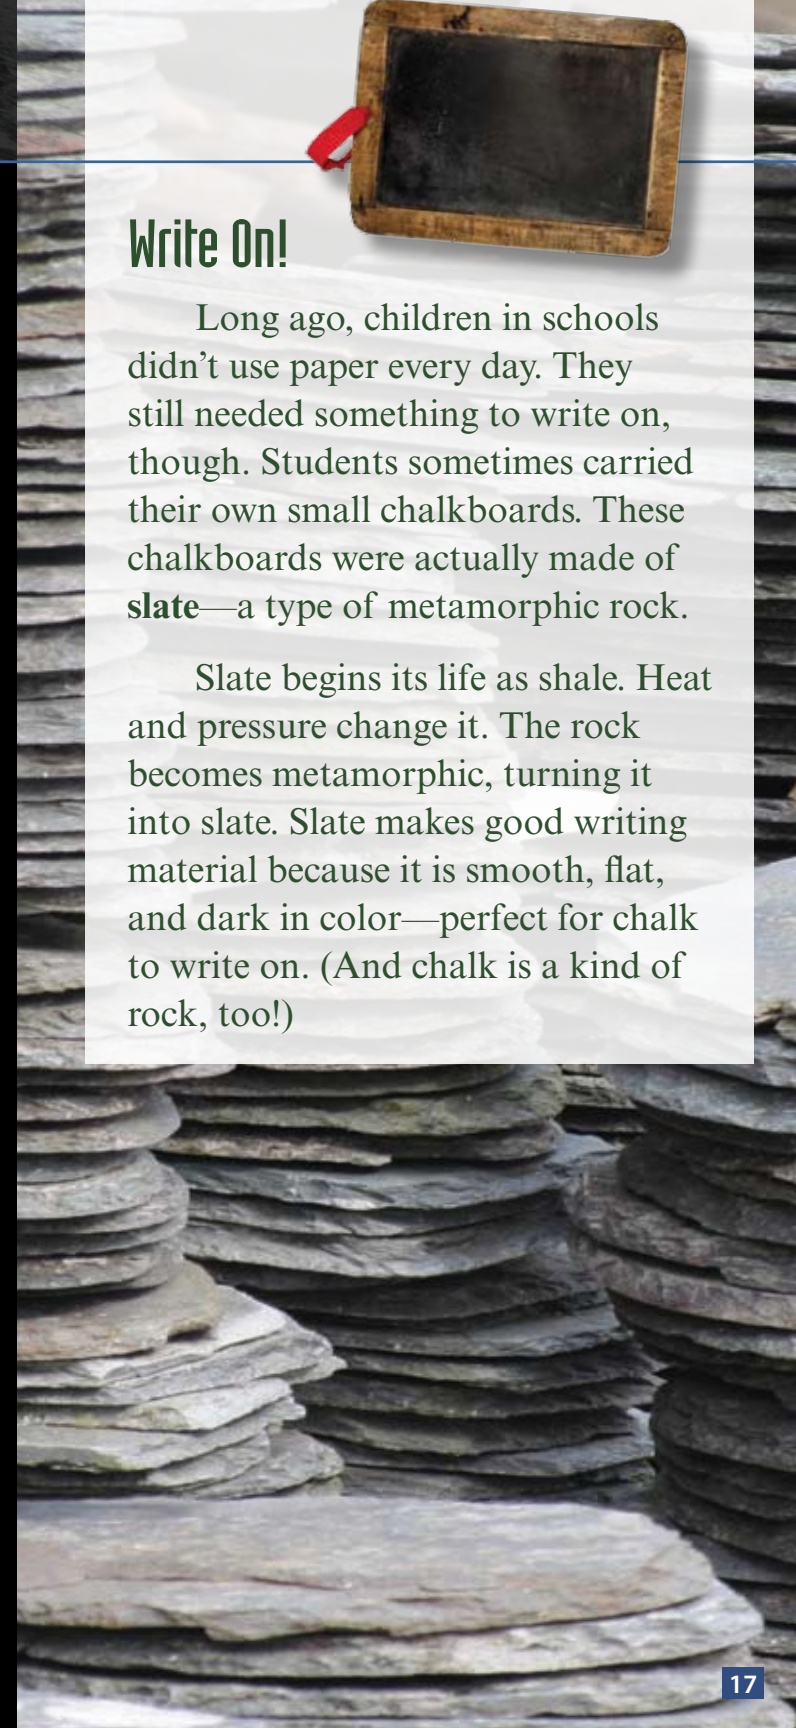 Write On!
Long ago, children in schools
didn’t use paper every day. They
still needed something to write on,
though. Students sometimes carried
their own small chalkboards. These
chalkboards were actually made of
slate—a type of metamorphic rock.
Slate begins its life as shale. Heat
and pressure change it. The rock
becomes metamorphic, turning it
into slate. Slate makes good writing
material because it is smooth, flat,
and dark in color—perfect for chalk
to write on. (And chalk is a kind of
rock, too!)
17